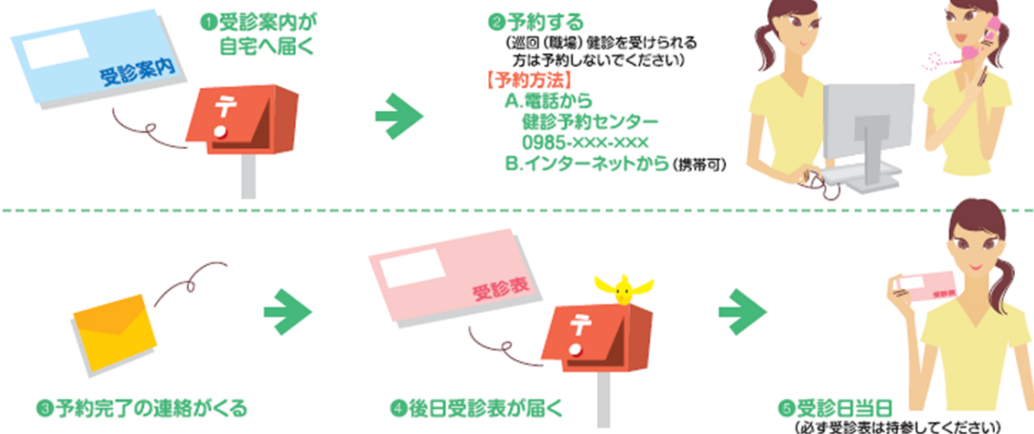 ❶受診案内が
自宅へ届く
受診案内
〒
❷予約する
(巡回(職場)健診を受けられる
方は予約しないでください)
【予約方法】
A.電話から
健診予約センター
0985-×××-×××
B.インターネットから(携帯可)
❸予約完了の連絡がくる
受診表
〒
❹後日受診表が届く
受診表
❺受診日当日
(必ず受診表は持参してください)